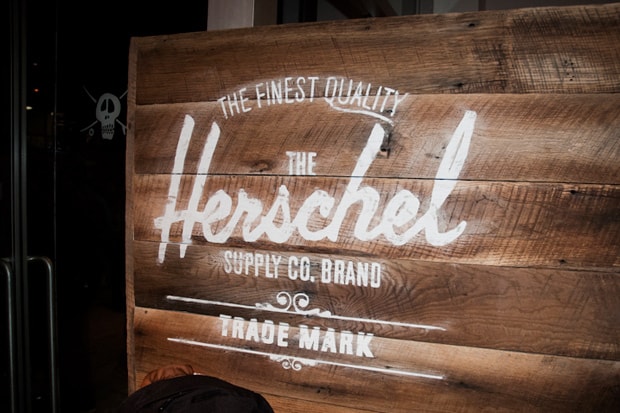 THE FINEST QUALITY
THE
Herschel
SUPPLY CO. BRAND
TRADE MARK